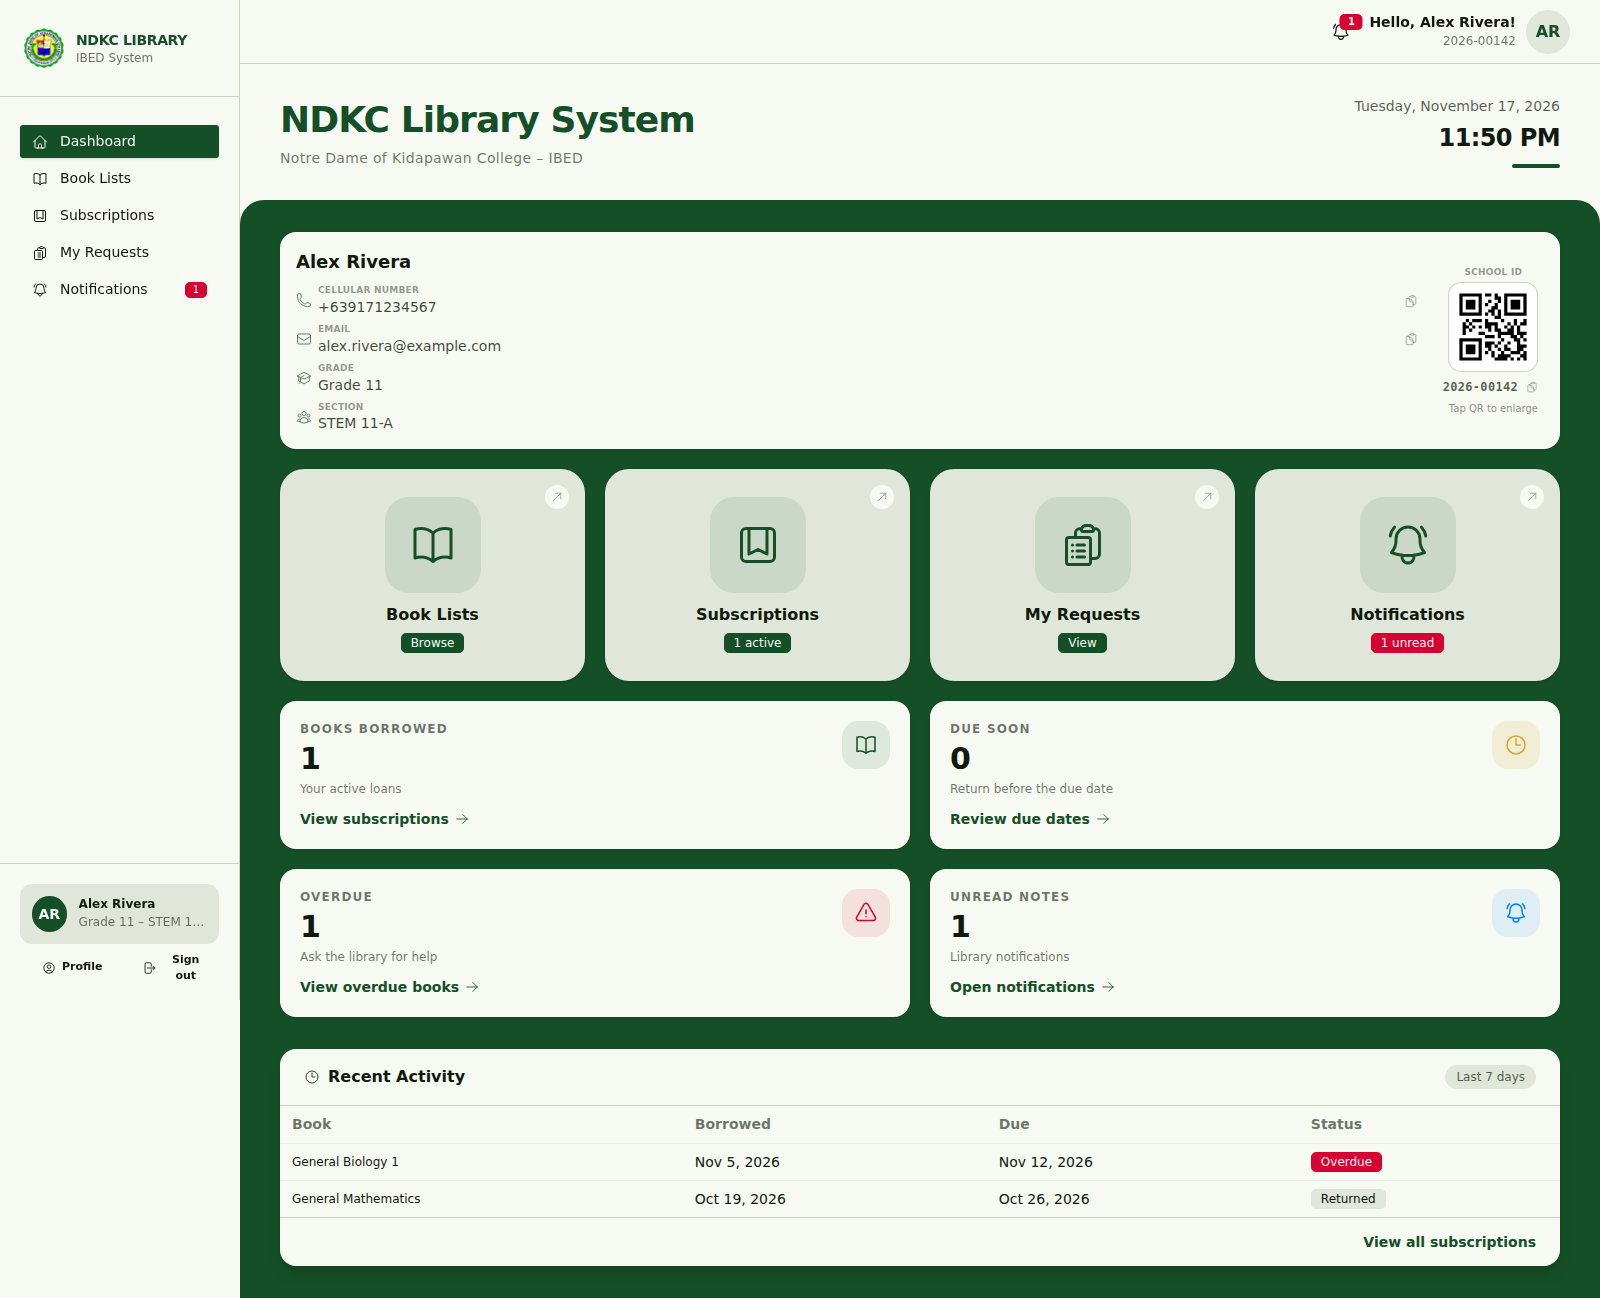 NDKC LIBRARY
IBED System
Dashboard
Book Lists
Subscriptions
My Requests
Notifications
1
Alex Rivera
AR
Grade 11 – STEM 1...
Profile
Sign
out
1
Hello, Alex Rivera!
2026-00142
AR
NDKC Library System
Notre Dame of Kidapawan College – IBED
Tuesday, November 17, 2026
11:50 PM
Alex Rivera
CELLULAR NUMBER
+639171234567
EMAIL
alex.rivera@example.com
GRADE
Grade 11
SECTION
STEM 11-A
SCHOOL ID
2026-00142
Tap QR to enlarge
Book Lists
Browse
Subscriptions
1 active
My Requests
View
Notifications
1 unread
BOOKS BORROWED
1
Your active loans
View subscriptions
DUE SOON
0
Return before the due date
Review due dates
OVERDUE
1
Ask the library for help
View overdue books
UNREAD NOTES
1
Library notifications
Open notifications
Recent Activity
Last 7 days
Book Borrowed Due Status
General Biology 1 Nov 5, 2026 Nov 12, 2026 Overdue
General Mathematics Oct 19, 2026 Oct 26, 2026 Returned
View all subscriptions